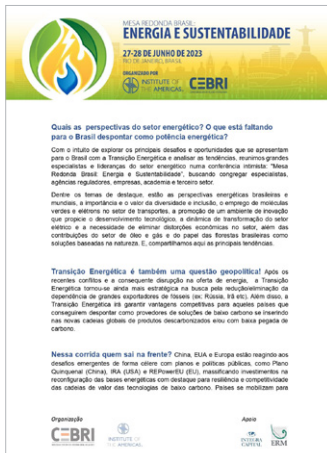 MESA REDONDA BRASIL:
ENERGIA E SUSTENTABILIDADE
27-28 DE JUNHO DE 2023
RIO DE JANEIRO, BRASIL
ORGANIZADO POR
INSTITUTE OF
THE AMERICAS
CEBRI
Quais as perspectivas do setor energético? O que está faltando
para o Brasil despontar como potência energética?
Com o intuito de explorar os principais desafios e oportunidades que se apresentam
para o Brasil com a Transição Energética e analisar as tendências, reunimos grandes
especialistas e lideranças do setor energético numa conferência intimista: "Mesa
Redonda Brasil: Energia e Sustentabilidade", buscando congregar especialistas,
agências reguladores, empresas, academia e terceiro setor.
Dentre os temas de destaque, estão as perspectivas energéticas brasileiras e
mundiais, a importância e o valor da diversidade e inclusão, o emprego de moléculas
verdes e elétrons no setor de transportes, a promoção de um ambiente de inovação
que propicie o desenvolvimento tecnológico, a dinâmica de transformação do setor
elétrico e a necessidade de eliminar distorções econômicas no setor, além das
contribuições do setor de óleo e gás e do papel das florestas brasileiras como
soluções baseadas na natureza. E, compartilhamos aqui as principais tendências.
Transição Energética é também uma questão geopolítica! Após os
recentes conflitos e a consequente disrupção na oferta de energia, a Transição
Energética tornou-se ainda mais estratégica na busca pela redução/eliminação da
dependência de grandes exportadores de fósseis (ex: Rússia, Irã etc). Além disso, a
Transição Energética irá garantir vantagens competitivas para aqueles países que
conseguirem despontar como provedores de soluções de baixo carbono se inserindo
nas novas cadeias globais de produtos descarbonizados e/ou com baixa pegada de
carbono.
Nessa corrida quem sai na frente? China, EUA e Europa estão reagindo aos
desafios emergentes de forma célere com planos e políticas públicas, como Plano
Quinquenal (China), IRA (USA) e REPowerEU (EU), massificando investimentos na
reconfiguração das bases energéticas com destaque para resiliência e competitividade
das cadeias de valor das tecnologias de baixo carbono. Países se mobilizam para
Organização
Apoio
CEBRI
INSTITUTE OF
THE AMERICAS
INTEGRA
CAPITAL
ERM